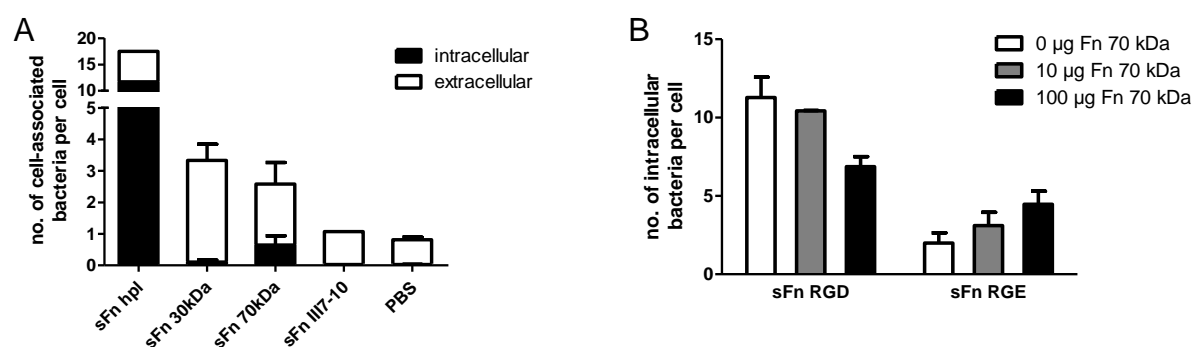 A
no. of cell-associated
bacteria per cell
20
15
10
5
4
3
2
1
0
intracellular
extracellular
sFn hpl
sFn 30kDa
sFn 70kDa
sFn III7-10
PBS
B
no. of intracellular
bacteria per cell
15
10
5
0
0 µg Fn 70 kDa
10 µg Fn 70 kDa
100 µg Fn 70 kDa
sFn RGD
sFn RGE